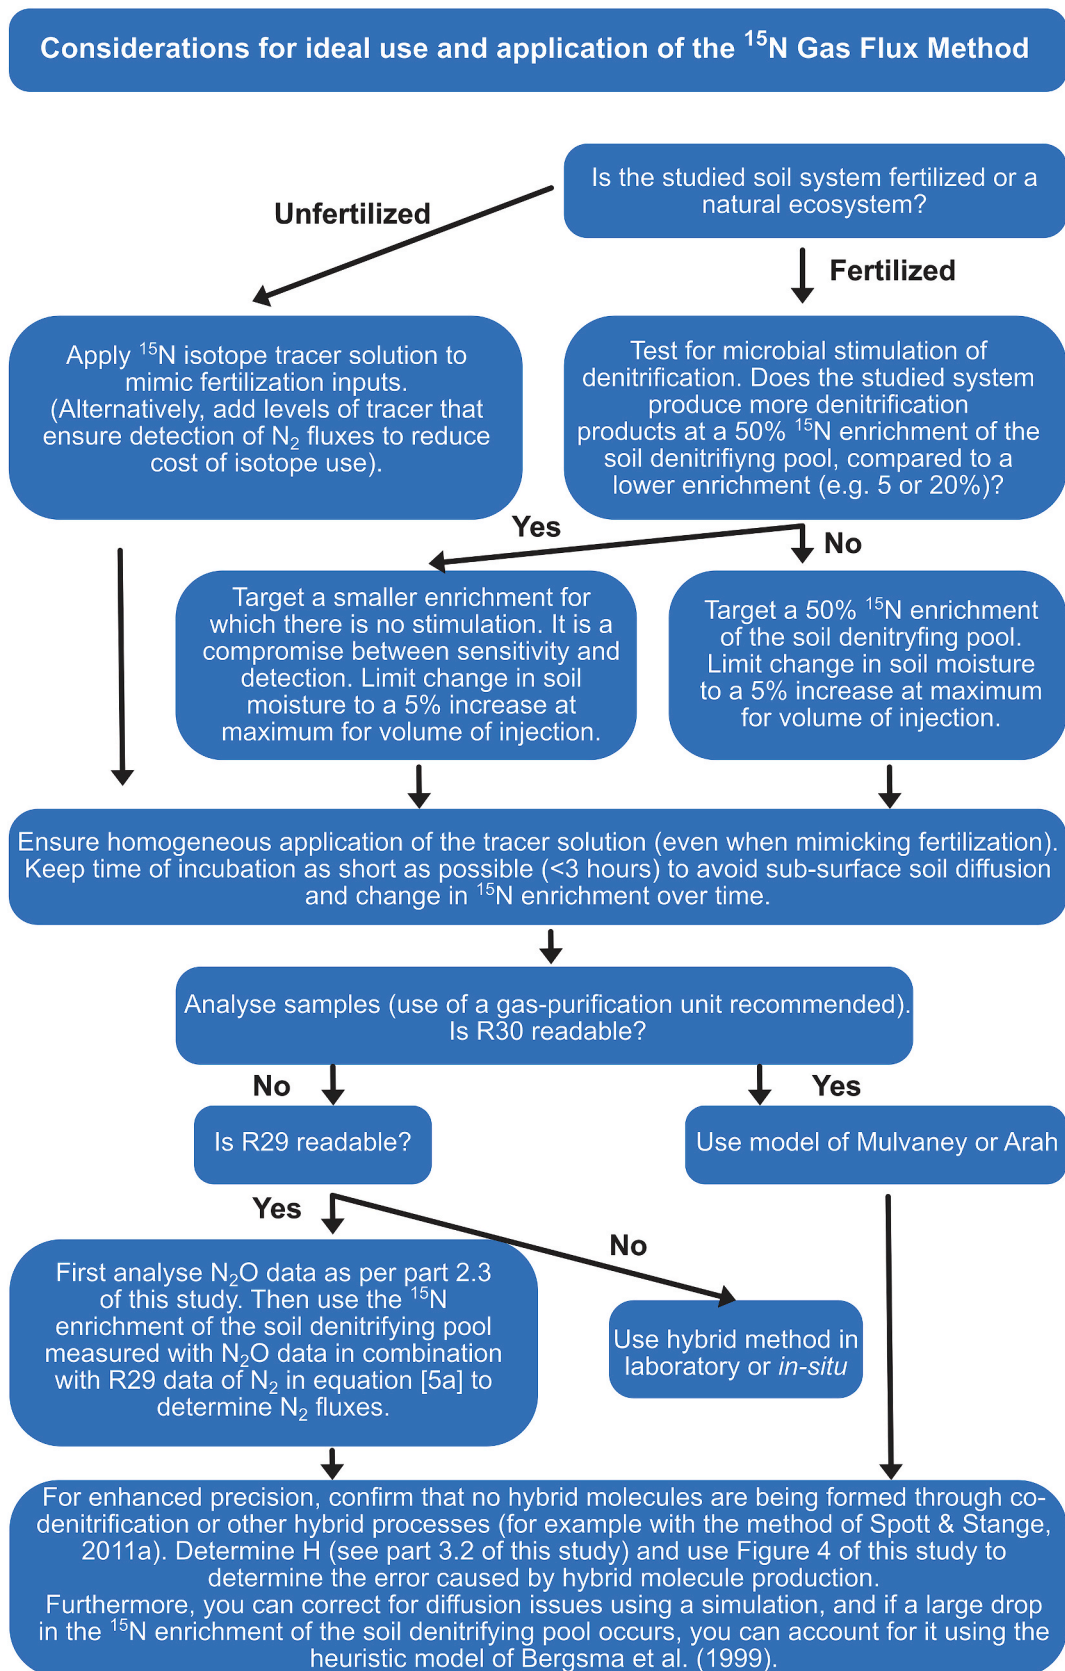 Considerations for ideal use and application of the ¹⁵N Gas Flux Method
Is the studied soil system fertilized or a
natural ecosystem?
Unfertilized
Fertilized
Apply ¹⁵N isotope tracer solution to
mimic fertilization inputs.
(Alternatively, add levels of tracer that
ensure detection of N₂ fluxes to reduce
cost of isotope use).
Test for microbial stimulation of
denitrification. Does the studied system
produce more denitrification
products at a 50% ¹⁵N enrichment of the
soil denitrifiyng pool, compared to a
lower enrichment (e.g. 5 or 20%)?
Yes
No
Target a smaller enrichment for
which there is no stimulation. It is a
compromise between sensitivity and
detection. Limit change in soil
moisture to a 5% increase at
maximum for volume of injection.
Target a 50% ¹⁵N enrichment
of the soil denitryfing pool.
Limit change in soil moisture
to a 5% increase at maximum
for volume of injection.
Ensure homogeneous application of the tracer solution (even when mimicking fertilization).
Keep time of incubation as short as possible (<3 hours) to avoid sub-surface soil diffusion
and change in ¹⁵N enrichment over time.
Analyse samples (use of a gas-purification unit recommended).
Is R30 readable?
No
Yes
Is R29 readable?
Use model of Mulvaney or Arah
Yes
No
First analyse N₂O data as per part 2.3
of this study. Then use the ¹⁵N
enrichment of the soil denitrifying pool
measured with N₂O data in combination
with R29 data of N₂ in equation [5a] to
determine N₂ fluxes.
Use hybrid method in
laboratory or in-situ
For enhanced precision, confirm that no hybrid molecules are being formed through co-
denitrification or other hybrid processes (for example with the method of Spott & Stange,
2011a). Determine H (see part 3.2 of this study) and use Figure 4 of this study to
determine the error caused by hybrid molecule production.
Furthermore, you can correct for diffusion issues using a simulation, and if a large drop
in the ¹⁵N enrichment of the soil denitrifying pool occurs, you can account for it using the
heuristic model of Bergsma et al. (1999).